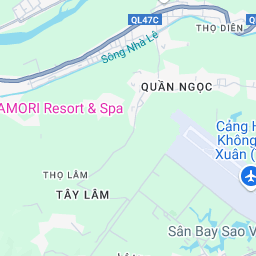 THỌ DIÊN
QL47C
Sông Nhà Lê
QUẦN NGỌC
AMORI Resort & Spa
Cảng H
Không
Xuân (
THỌ LÂM
TÂY LÂM
Sân Bay Sao V